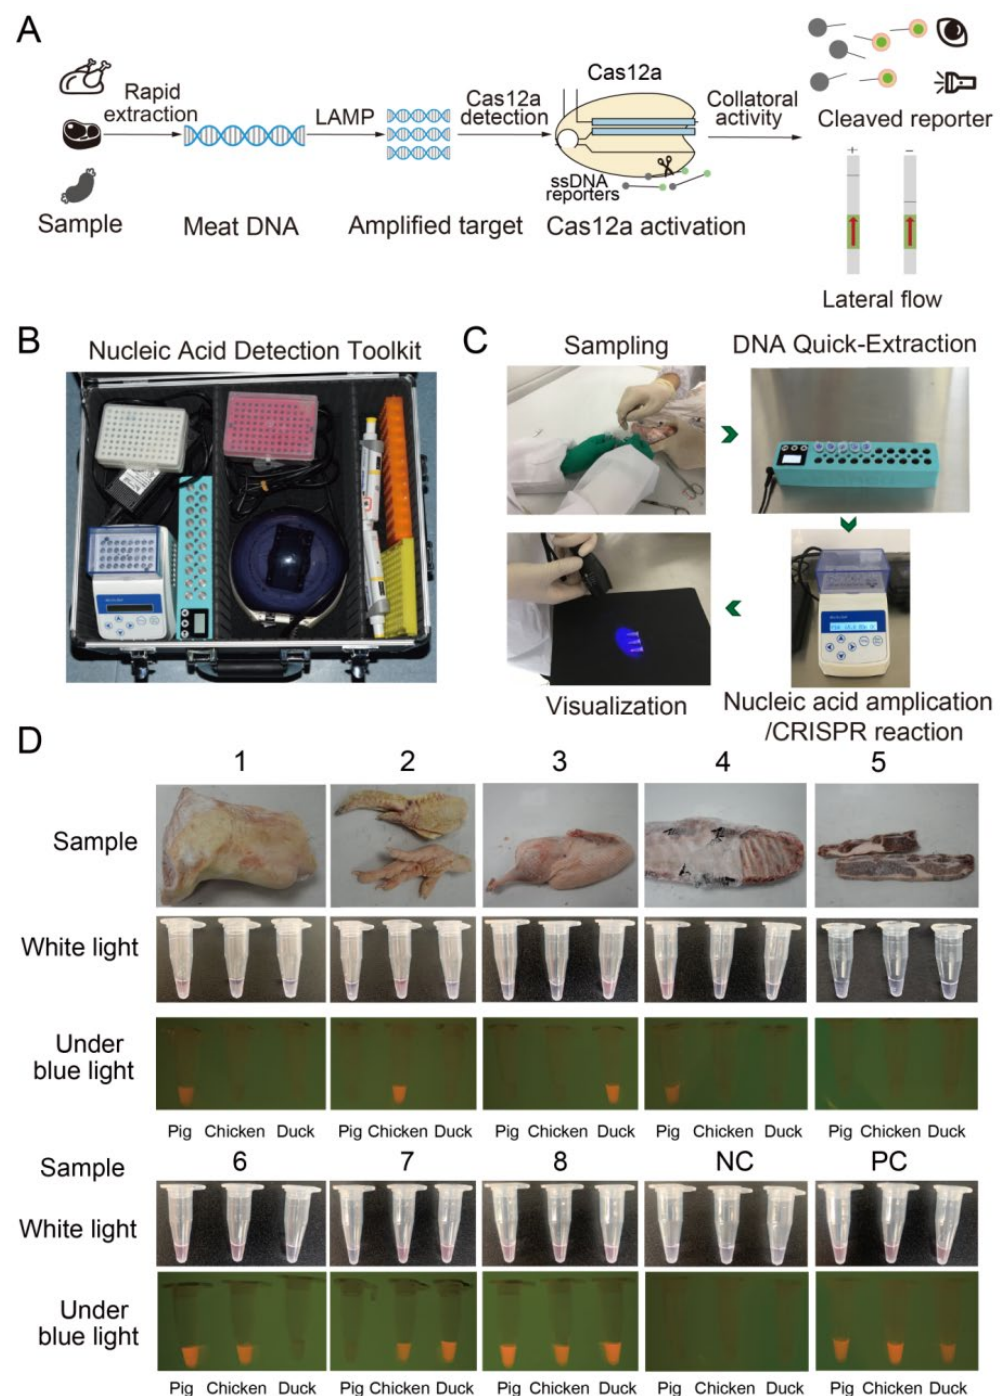 A
Rapid
extraction
LAMP
Cas12a
detection
Cas12a
Collatoral
activity
ssDNA
reporters
Cleaved reporter
+
−
Sample
Meat DNA
Amplified target
Cas12a activation
Lateral flow
B
Nucleic Acid Detection Toolkit
C
Sampling
DNA Quick-Extraction
Visualization
Nucleic acid amplication
/CRISPR reaction
D
1 2 3 4 5
Sample
White light
Under
blue light
Pig Chicken Duck Pig Chicken Duck Pig Chicken Duck Pig Chicken Duck Pig Chicken Duck
Sample
6 7 8 NC PC
White light
Under
blue light
Pig Chicken Duck Pig Chicken Duck Pig Chicken Duck Pig Chicken Duck Pig Chicken Duck